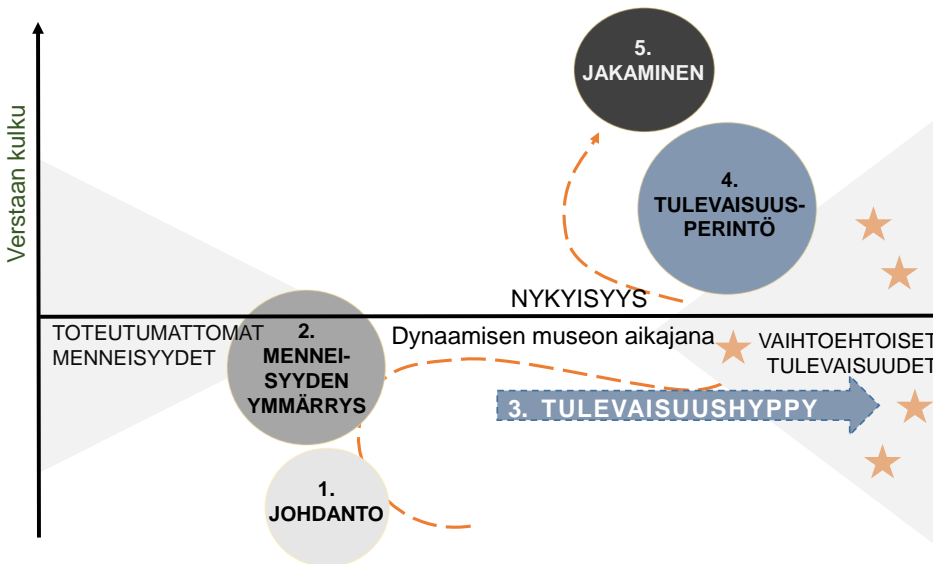 5.
JAKAMINEN
4.
TULEVAISUUS-
PERINTÖ
Verstaan kulku
NYKYISYYS
TOTEUTUMATTOMAT
MENNEISYYDET
2.
MENNEI-
SYYDEN
YMMÄRRYS
Dynaamisen museon aikajana
VAIHTOEHTOISET
TULEVAISUUDET
3. TULEVAISUUSHYPPY
1.
JOHDANTO